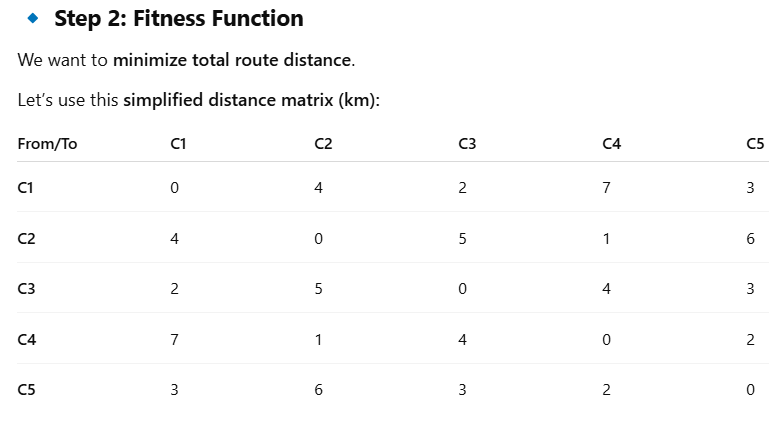 Step 2: Fitness Function
We want to minimize total route distance.
Let's use this simplified distance matrix (km):
From/To C1 C2 C3 C4 C5
C1 0 4 2 7 3
C2 4 0 5 1 6
C3 2 5 0 4 3
C4 7 1 4 0 2
C5 3 6 3 2 0